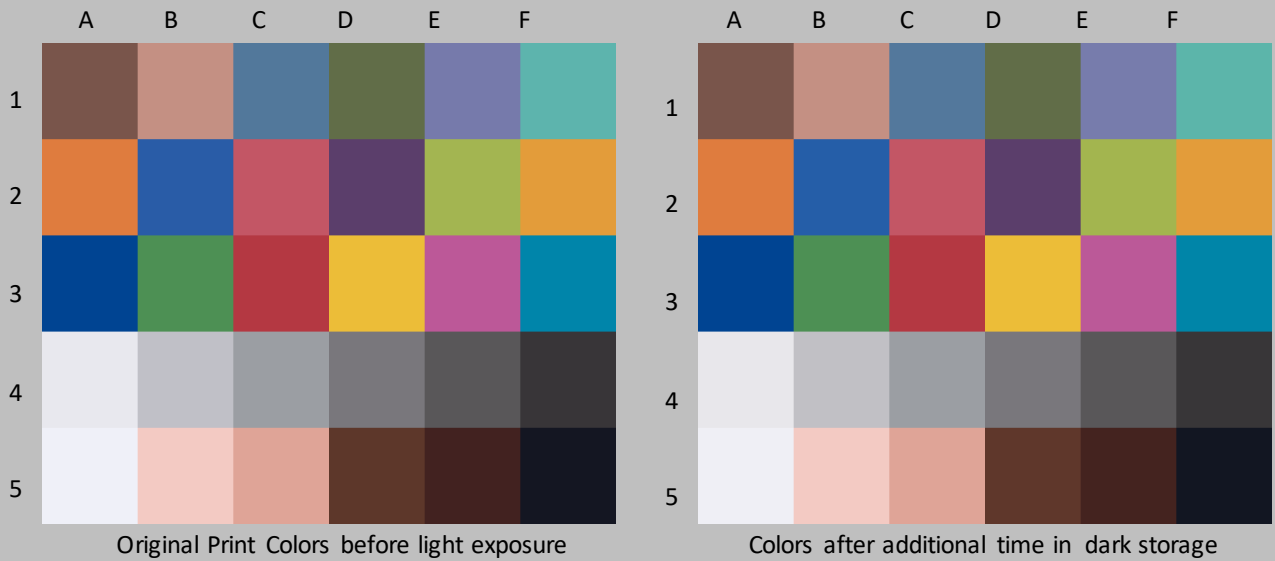 A B C D E F
1
2
3
4
5
Original Print Colors before light exposure
A B C D E F
1
2
3
4
5
Colors after additional time in dark storage